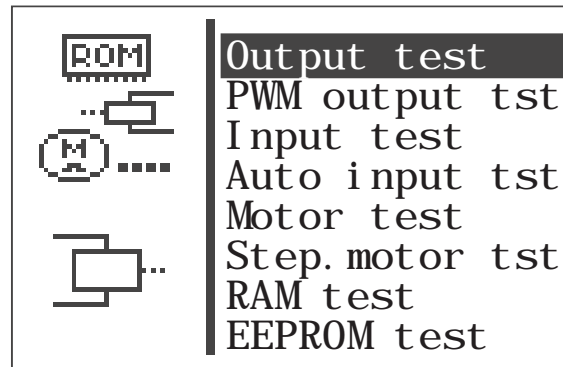 ROM
M
Output test
PWM output tst
Input test
Auto input tst
Motor test
Step.motor tst
RAM test
EEPROM test